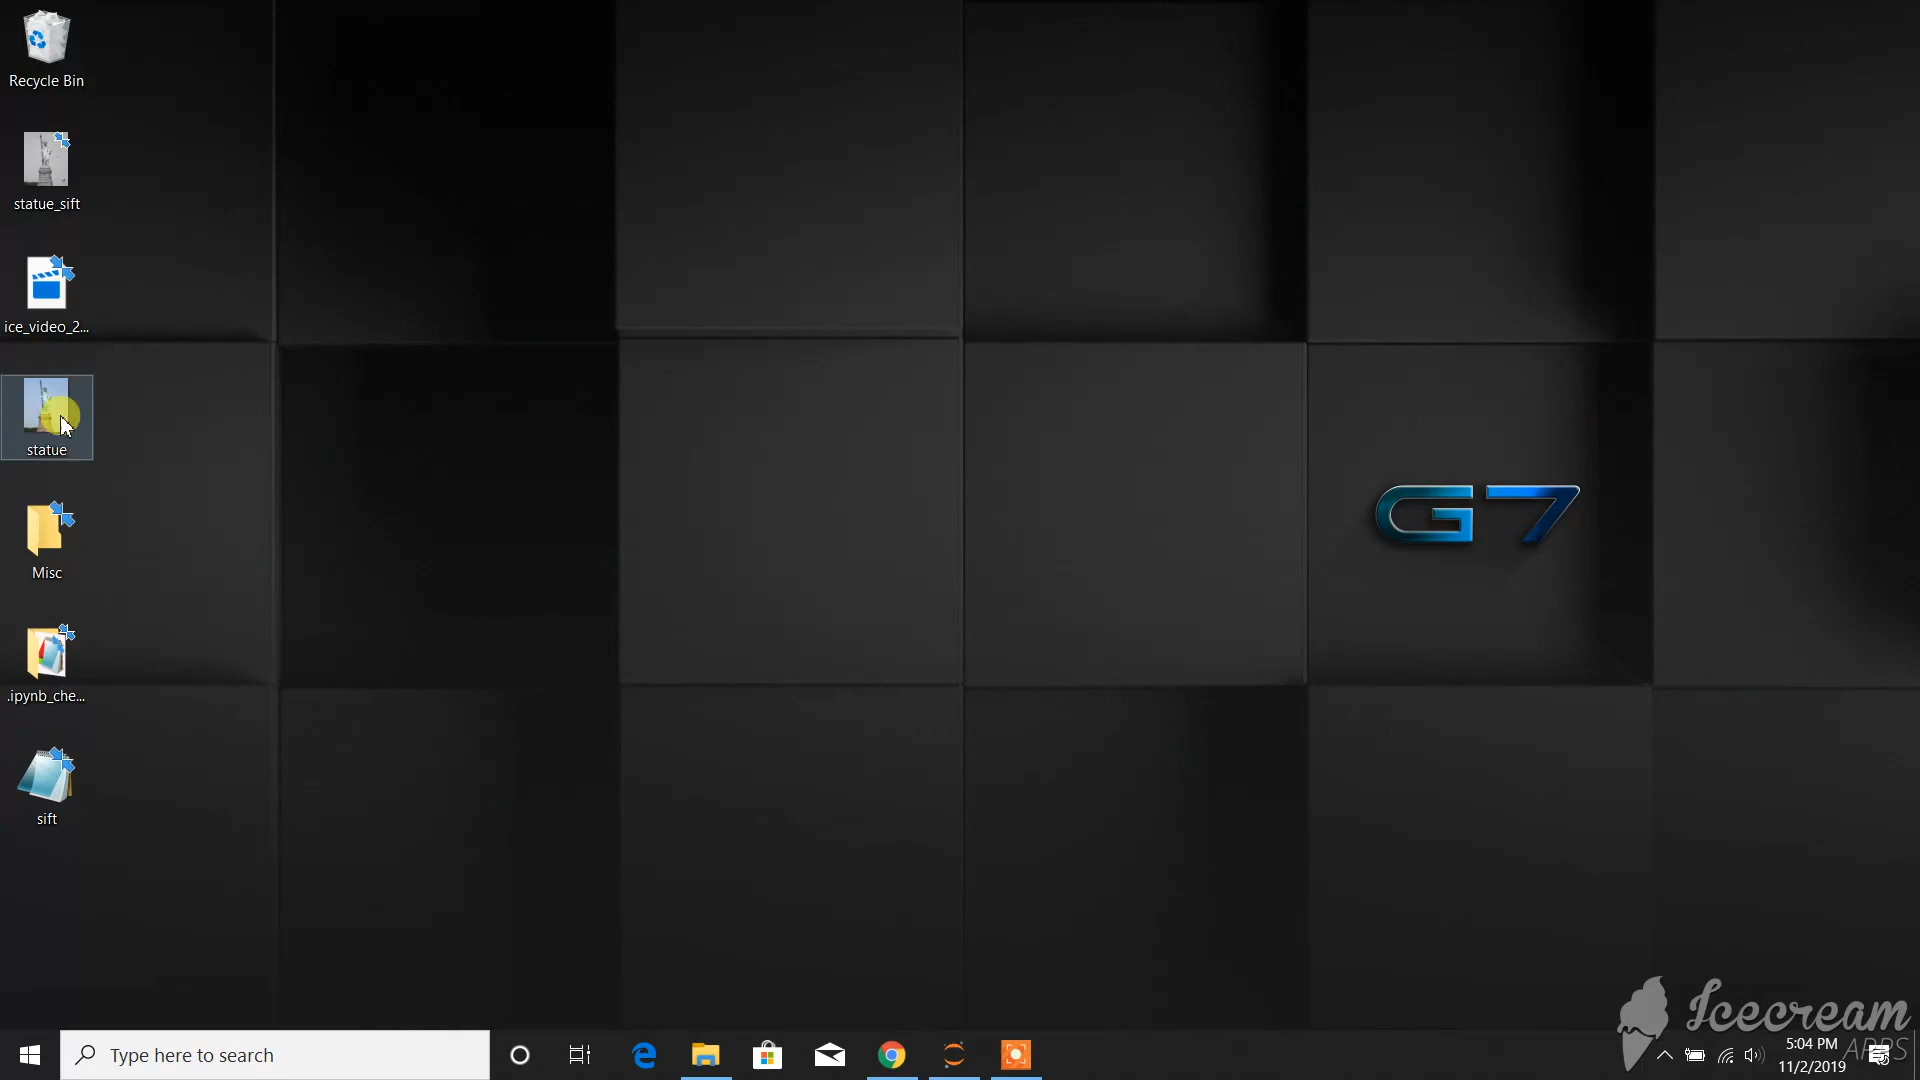 Recycle Bin
statue_sift
ice_video_2...
statue
Misc
.ipynb_che...
sift
G7
Icecream
APPS
Type here to search
5:04 PM
11/2/2019